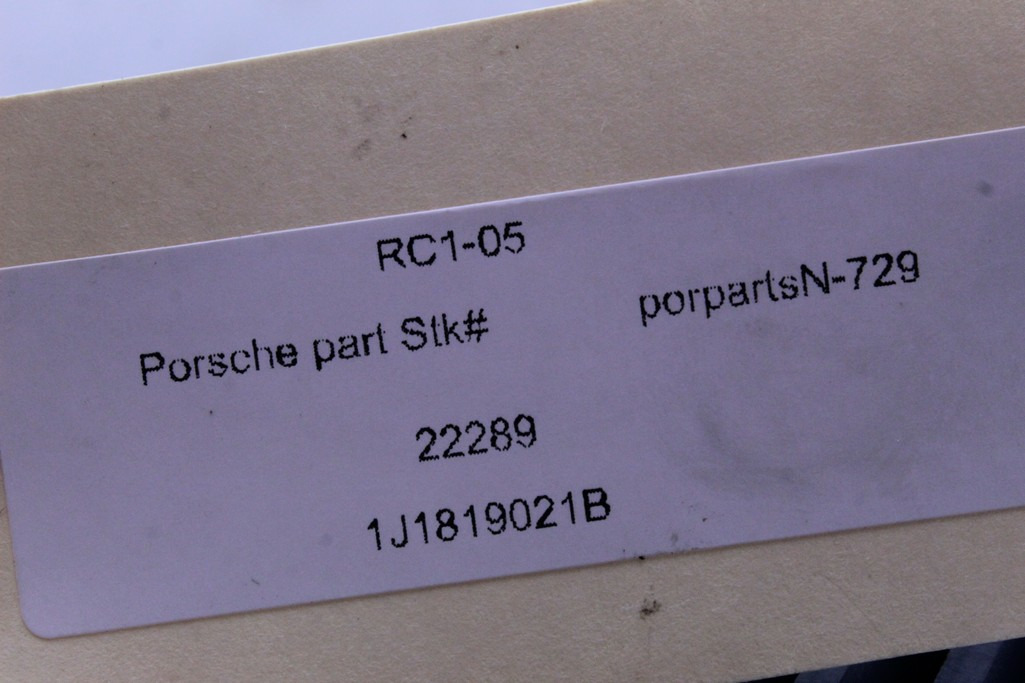 RC1-05
Porsche part Stk# porpartsN-729
22289
1J1819021B